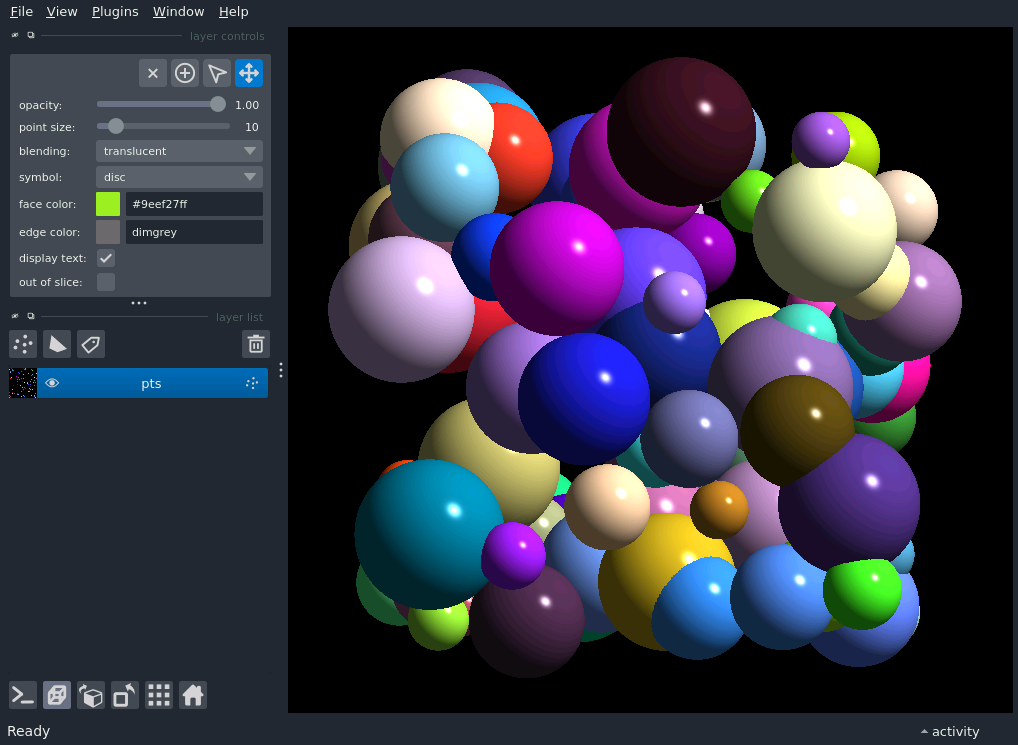 File View Plugins Window Help
layer controls
opacity: 1.00
point size: 10
blending: translucent
symbol: disc
face color: #9eef27ff
edge color: dimgrey
display text:
out of slice:
layer list
pts
Ready activity